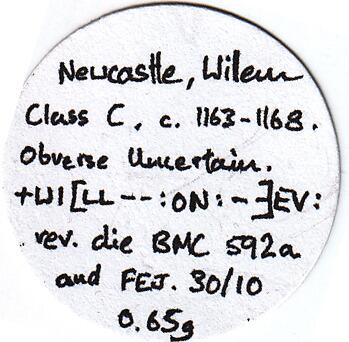 Newcastle, Willem
Class C, c. 1163-1168.
Obverse Uncertain.
+WI[LL--:ON:-]EV:
rev. die BMC 592a
and FEJ. 30/10
0.65g